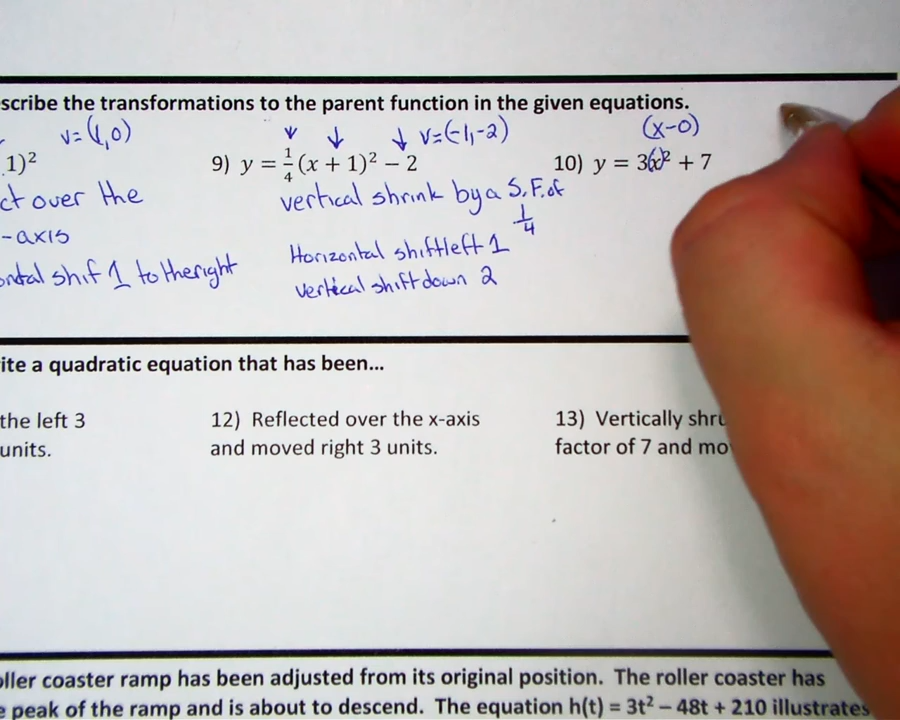 scribe the transformations to the parent function in the given equations.
v=(1,0)
1)²
ct over the
-axis
ontal shif 1 to the right
9) y = 1/4 (x + 1)² − 2
v=(-1,-2)
vertical shrink by a S.F. of
1/4
Horizontal shift left 1
vertical shift down 2
(x-0)
10) y = 3(x)² + 7
ite a quadratic equation that has been...
the left 3
units.
12) Reflected over the x-axis
and moved right 3 units.
13) Vertically shru
factor of 7 and mo
oller coaster ramp has been adjusted from its original position. The roller coaster has
e peak of the ramp and is about to descend. The equation h(t) = 3t² – 48t + 210 illustrates